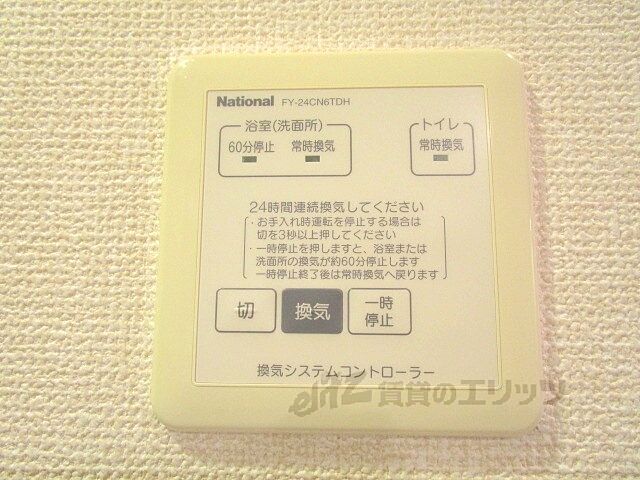 National FY-24CN6TDH
浴室(洗面所)
トイレ
60分停止 常時換気
常時換気
24時間連続換気してください
・お手入れ時運転を停止する場合は
切を3秒以上押してください
・一時停止を押しますと、浴室または
洗面所の換気が約60分停止します
一時停止終了後は常時換気へ戻ります
切
換気
一時
停止
換気システムコントローラー
賃貸のエリッツ